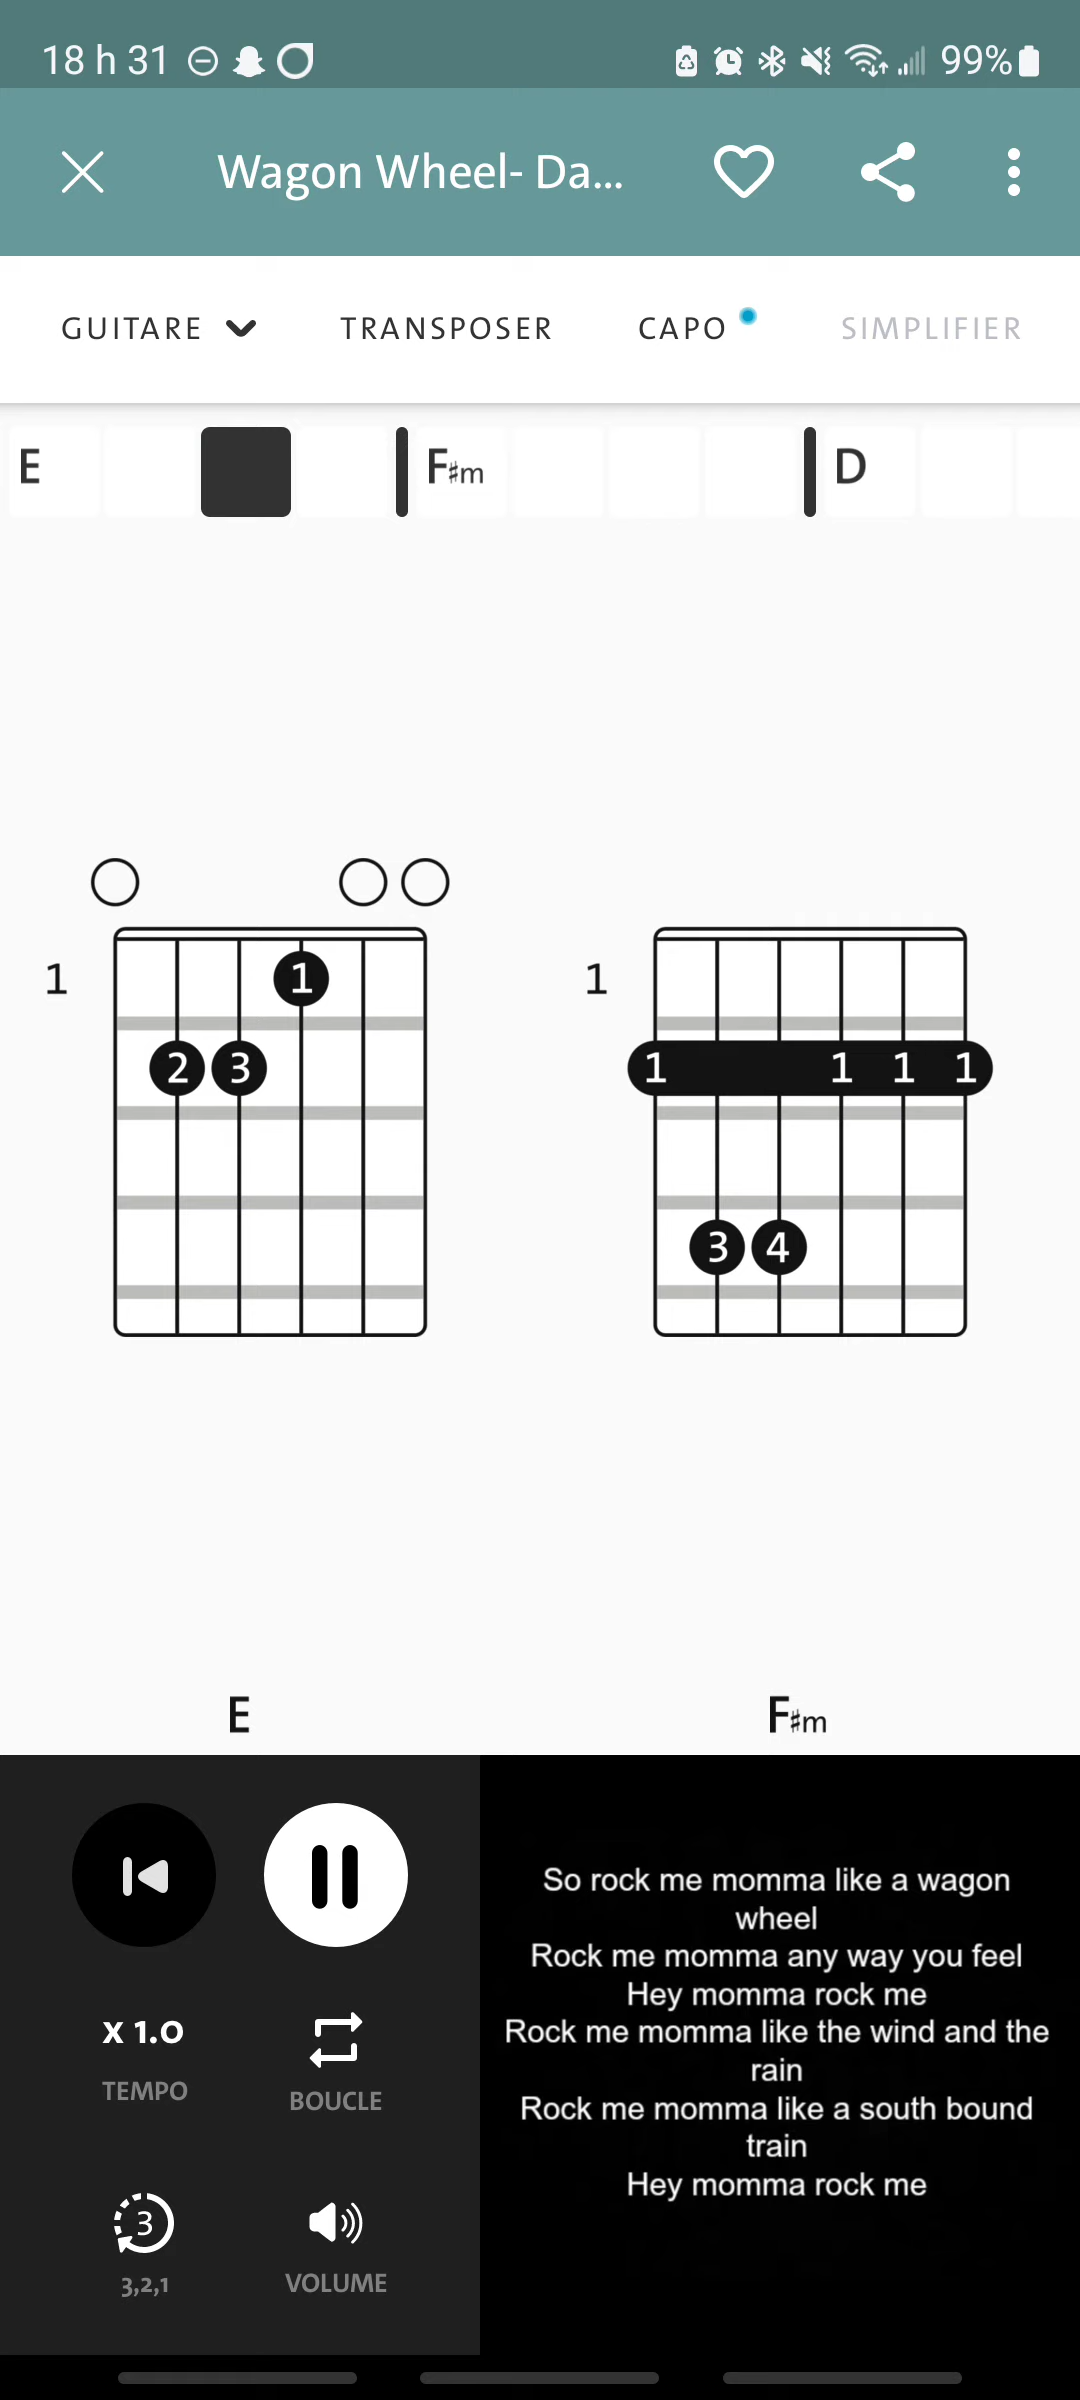 18 h 31 99%
Wagon Wheel- Da...
GUITARE TRANSPOSER CAPO SIMPLIFIER
E F#m D
1 1 1
2 3 1 1 1 1
3 4
E F#m
So rock me momma like a wagon
wheel
Rock me momma any way you feel
Hey momma rock me
Rock me momma like the wind and the
rain
Rock me momma like a south bound
train
Hey momma rock me
x 1.0
TEMPO BOUCLE
3
3,2,1 VOLUME